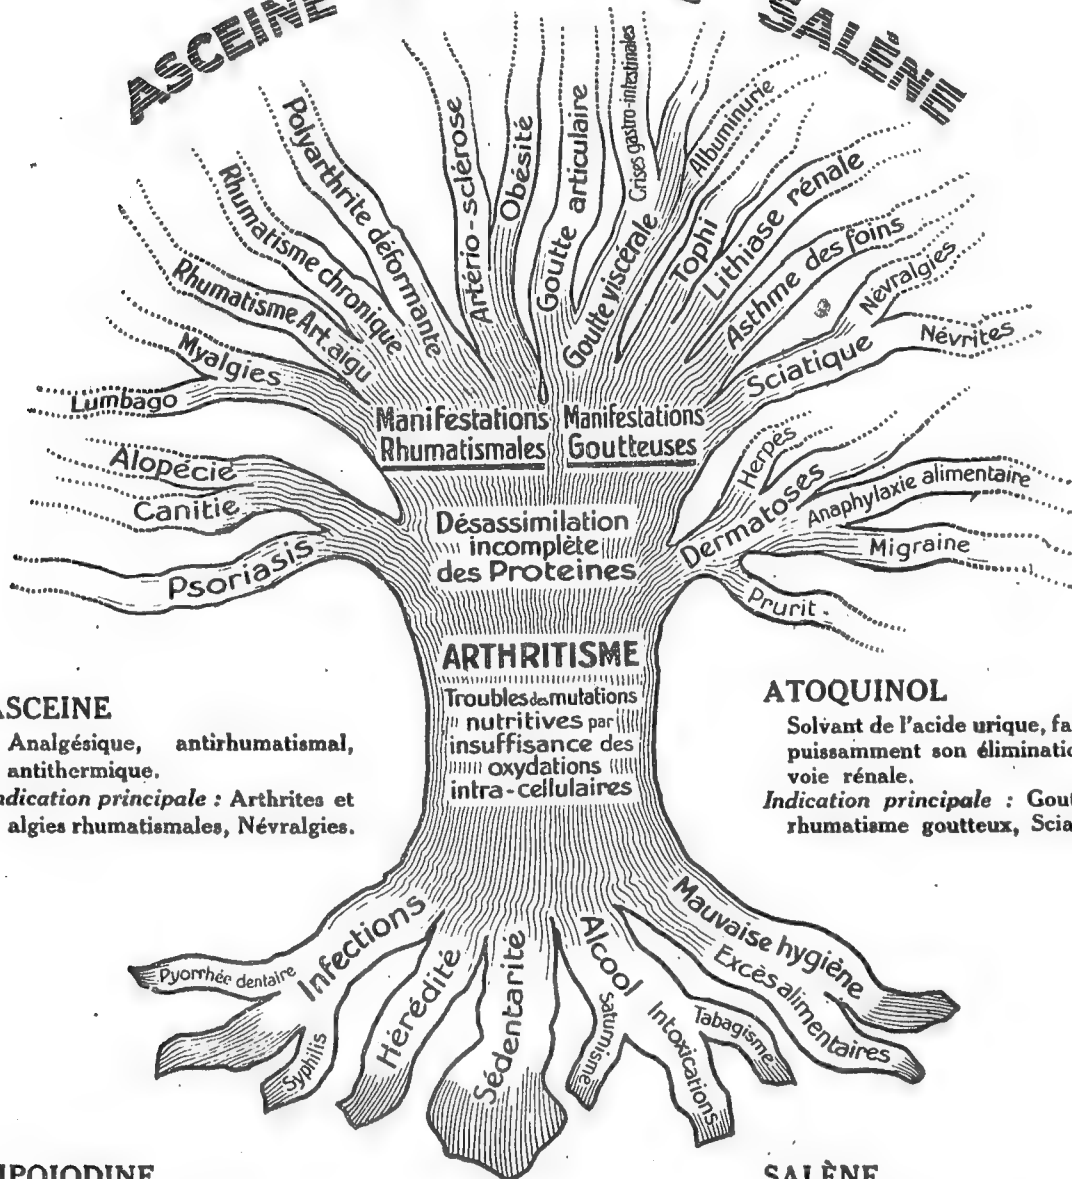 ASCEINE
SALÈNE
Polyarthrite déformante
Rhumatisme chronique
Rhumatisme Art. aigu
Myalgies
Lumbago
Artério-sclérose
Obésité
Goutte articulaire
Crises gastro-intestinales
Goutte viscérale
Albuminurie
Tophi
Lithiase rénale
Asthme des foins
Névralgies
Sciatique
Névrites
Manifestations
Rhumatismales
Manifestations
Goutteuses
Alopécie
Canitie
Psoriasis
Herpés
Dermatoses
Anaphylaxie alimentaire
Migraine
Prurit.
Désassimilation
incomplète
des Proteines
ARTHRITISME
Troubles des mutations
nutritives par
insuffisance des
oxydations
intra-cellulaires
ASCEINE
Analgésique, antirhumatismal,
antithermique.
ndication principale : Arthrites et
algies rhumatismales, Névralgies.
ATOQUINOL
Solvant de l'acide urique, fa
puissamment son éliminatio
voie rénale.
Indication principale : Gout
rhumatisme goutteux, Scia
Infections
Pyorrhée dentaire
Syphilis
Hérédité
Sédentarité
Alcool
Saturnisme
Intoxications
Tabagisme
Mauvaise hygiène
Excès alimentaires
IPOIODINE
SALÈNE